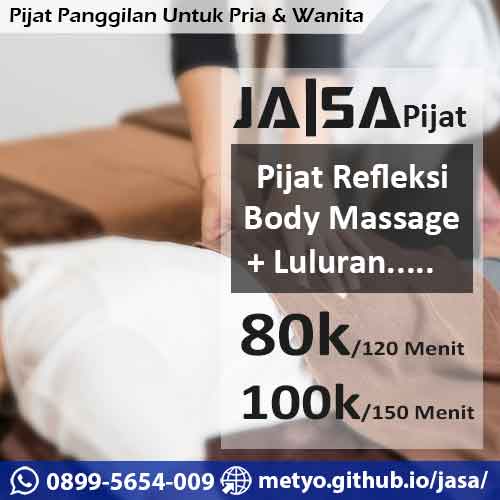 Pijat Panggilan Untuk Pria & Wanita
JA|SA Pijat
Pijat Refleksi
Body Massage
+ Luluran.....
80k/120 Menit
100k/150 Menit
0899-5654-009 metyo.github.io/jasa/